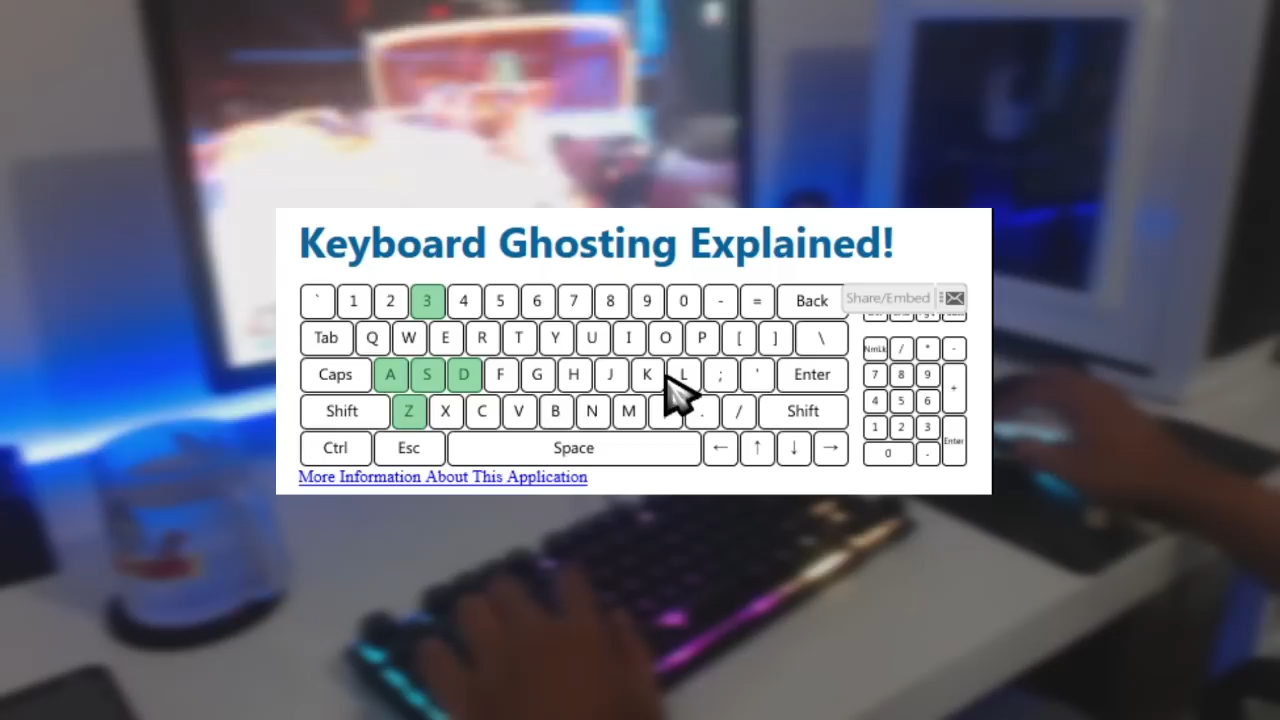 Keyboard Ghosting Explained!
` 1 2 3 4 5 6 7 8 9 0 - = Back Share/Embed
Tab Q W E R T Y U I O P [ ] \ NmLk / * -
Caps A S D F G H J K L ; ' Enter 7 8 9 +
4 5 6
Shift Z X C V B N M . / Shift 1 2 3 Enter
Ctrl Esc Space ← ↑ ↓ → 0 .
More Information About This Application